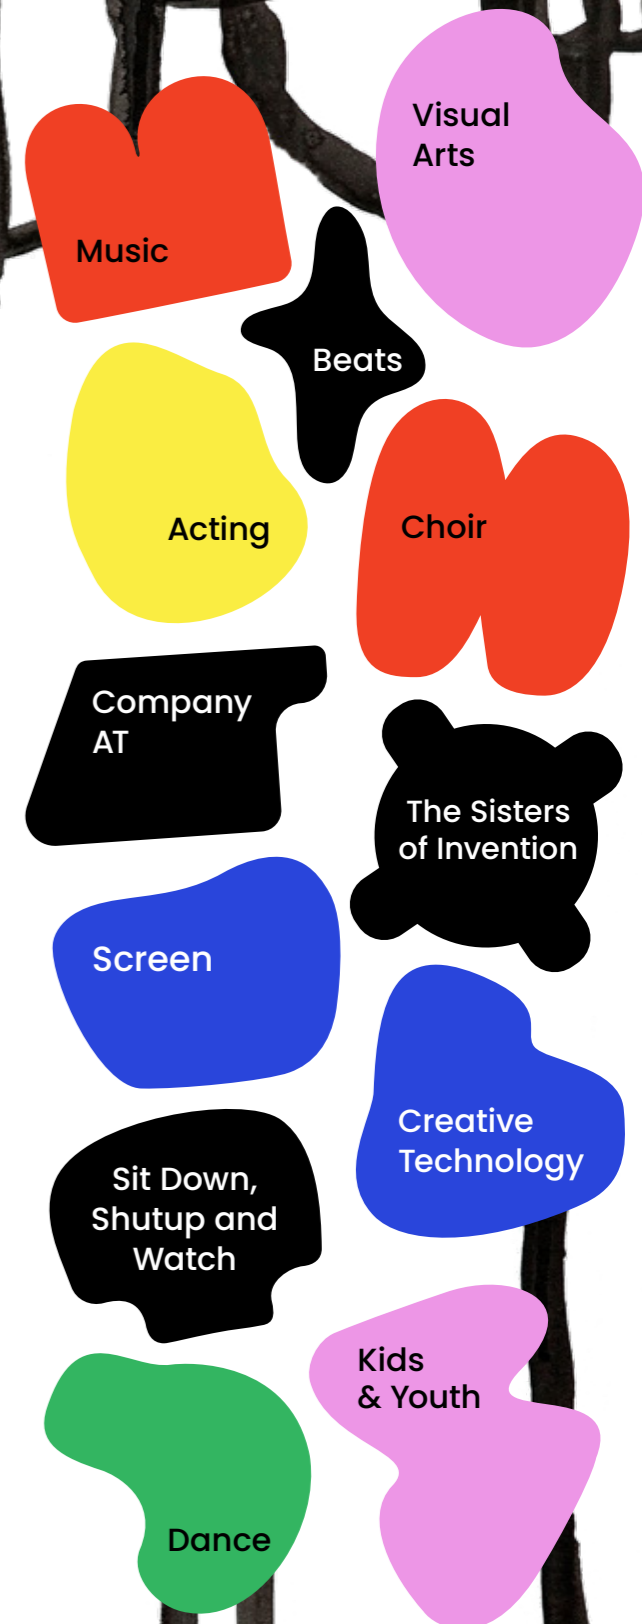 Visual
Arts
Music
Beats
Acting
Choir
Company
AT
The Sisters
of Invention
Screen
Creative
Technology
Sit Down,
Shutup and
Watch
Kids
& Youth
Dance